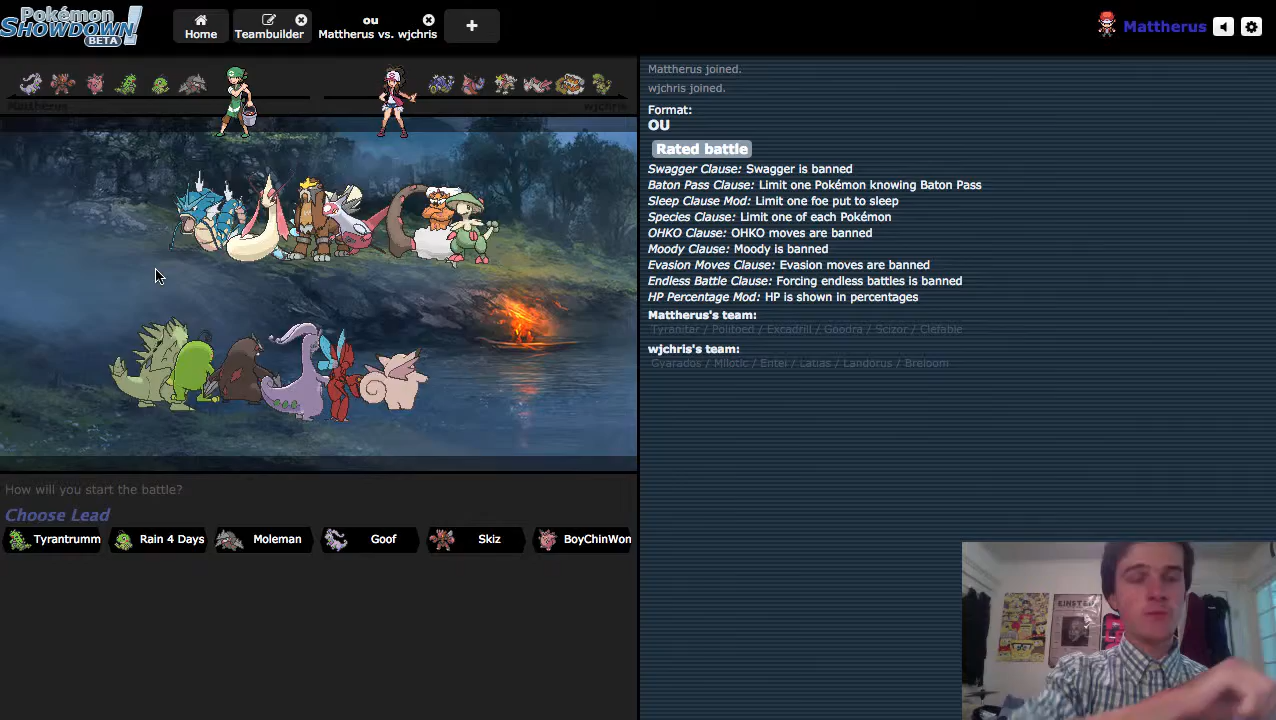 Pokémon
SHOWDOWN!
BETA
Home
Teambuilder
ou
Mattherus vs. wjchris
+
Mattherus
Mattherus
wjchris
Mattherus joined.
wjchris joined.
Format:
OU
Rated battle
Swagger Clause: Swagger is banned
Baton Pass Clause: Limit one Pokémon knowing Baton Pass
Sleep Clause Mod: Limit one foe put to sleep
Species Clause: Limit one of each Pokémon
OHKO Clause: OHKO moves are banned
Moody Clause: Moody is banned
Evasion Moves Clause: Evasion moves are banned
Endless Battle Clause: Forcing endless battles is banned
HP Percentage Mod: HP is shown in percentages
Mattherus's team:
Tyranitar / Politoed / Excadrill / Goodra / Scizor / Clefable
wjchris's team:
Gyarados / Milotic / Entei / Latias / Landorus / Breloom
How will you start the battle?
Choose Lead
Tyrantrumm
Rain 4 Days
Moleman
Goof
Skiz
BoyChinWon
EINSTEIN